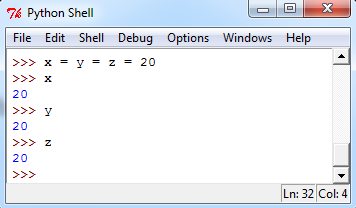 Python Shell
File Edit Shell Debug Options Windows Help
>>> x = y = z = 20
>>> x
20
>>> y
20
>>> z
20
>>>
Ln: 32 Col: 4